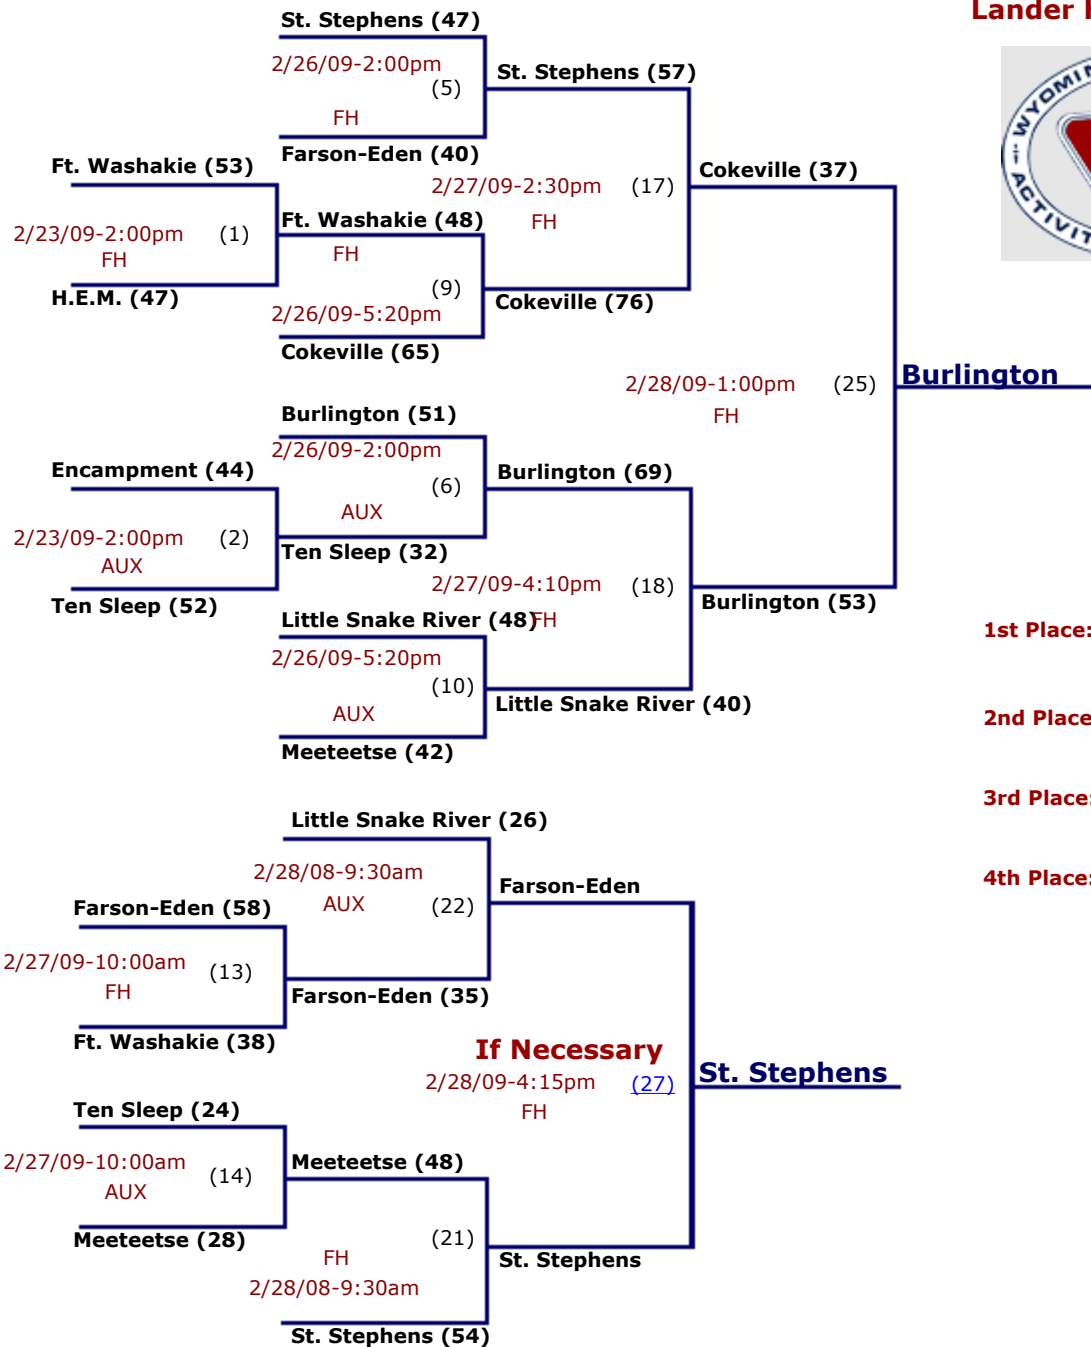 Lander
WYOMING
ACTIVITI
St. Stephens (47)
2/26/09-2:00pm
(5)
FH
Farson-Eden (40)
St. Stephens (57)
Ft. Washakie (53)
2/23/09-2:00pm (1)
FH
H.E.M. (47)
2/27/09-2:30pm (17)
FH
Cokeville (37)
Ft. Washakie (48)
FH
(9)
2/26/09-5:20pm
Cokeville (65)
Cokeville (76)
2/28/09-1:00pm (25)
FH
Burlington
Burlington (51)
2/26/09-2:00pm
(6)
AUX
Ten Sleep (32)
Burlington (69)
Encampment (44)
2/23/09-2:00pm (2)
AUX
Ten Sleep (52)
2/27/09-4:10pm (18)
FH
Burlington (53)
Little Snake River (48)
2/26/09-5:20pm
(10)
AUX
Meeteetse (42)
Little Snake River (40)
1st Place:
2nd Place
3rd Place:
4th Place:
Little Snake River (26)
2/28/08-9:30am
AUX (22)
Farson-Eden
Farson-Eden (58)
2/27/09-10:00am (13)
FH
Ft. Washakie (38)
Farson-Eden (35)
If Necessary
2/28/09-4:15pm (27)
FH
St. Stephens
Ten Sleep (24)
2/27/09-10:00am (14)
AUX
Meeteetse (28)
Meeteetse (48)
(21)
FH
2/28/08-9:30am
St. Stephens (54)
St. Stephens